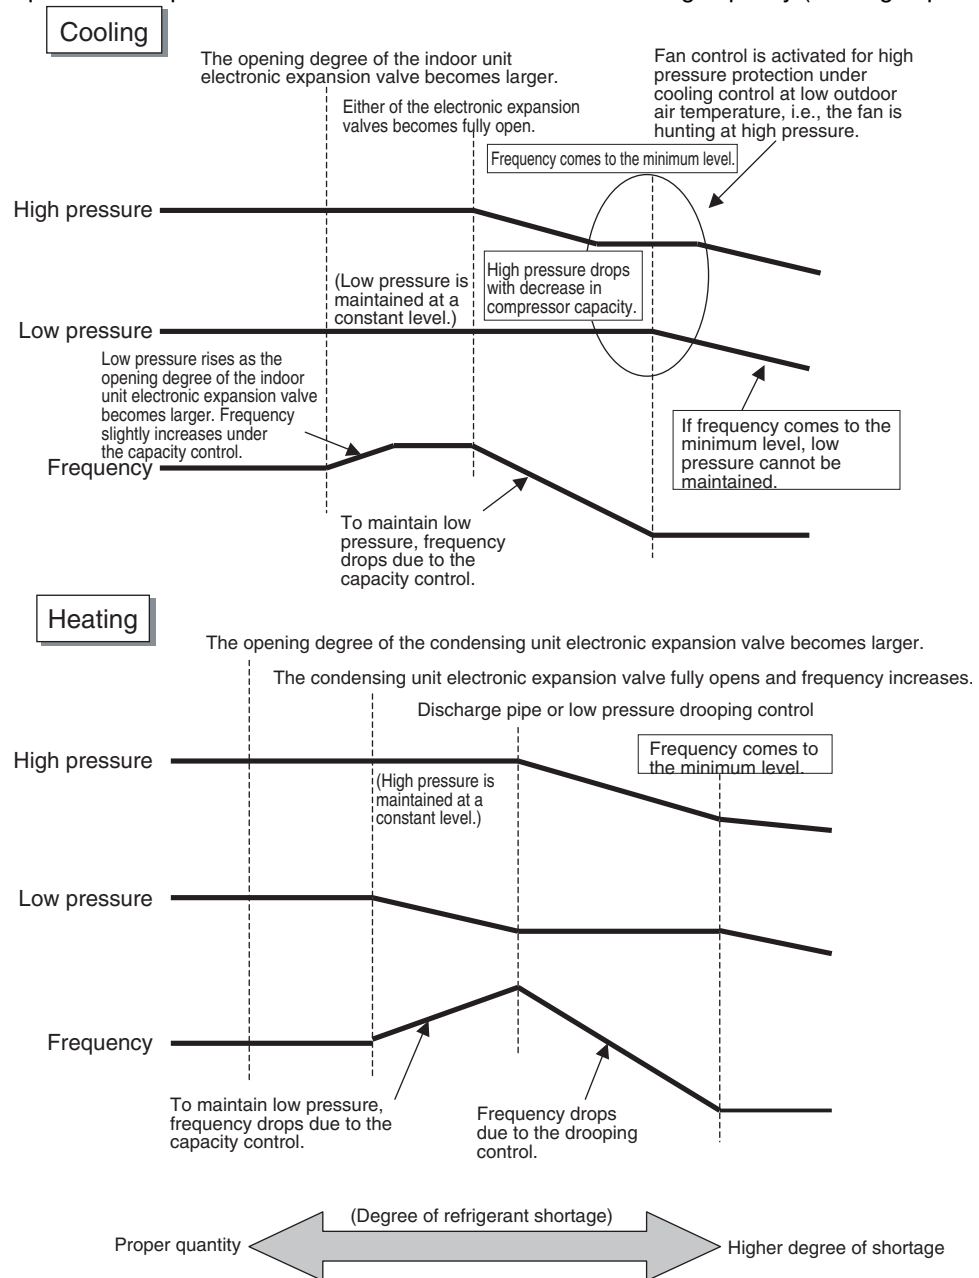 Cooling
The opening degree of the indoor unit
electronic expansion valve becomes larger.
Either of the electronic expansion
valves becomes fully open.
Fan control is activated for high
pressure protection under
cooling control at low outdoor
air temperature, i.e., the fan is
hunting at high pressure.
Frequency comes to the minimum level.
High pressure
(Low pressure is
maintained at a
constant level.)
High pressure drops
with decrease in
compressor capacity.
Low pressure
Low pressure rises as the
opening degree of the indoor
unit electronic expansion valve
becomes larger. Frequency
slightly increases under
the capacity control.
If frequency comes to the
minimum level, low
pressure cannot be
maintained.
Frequency
To maintain low
pressure, frequency
drops due to the
capacity control.
Heating
The opening degree of the condensing unit electronic expansion valve becomes larger.
The condensing unit electronic expansion valve fully opens and frequency increases.
Discharge pipe or low pressure drooping control
Frequency comes to
the minimum level.
High pressure
(High pressure is
maintained at a
constant level.)
Low pressure
Frequency
To maintain low pressure,
frequency drops due to the
capacity control.
Frequency drops
due to the drooping
control.
(Degree of refrigerant shortage)
Proper quantity
Higher degree of shortage